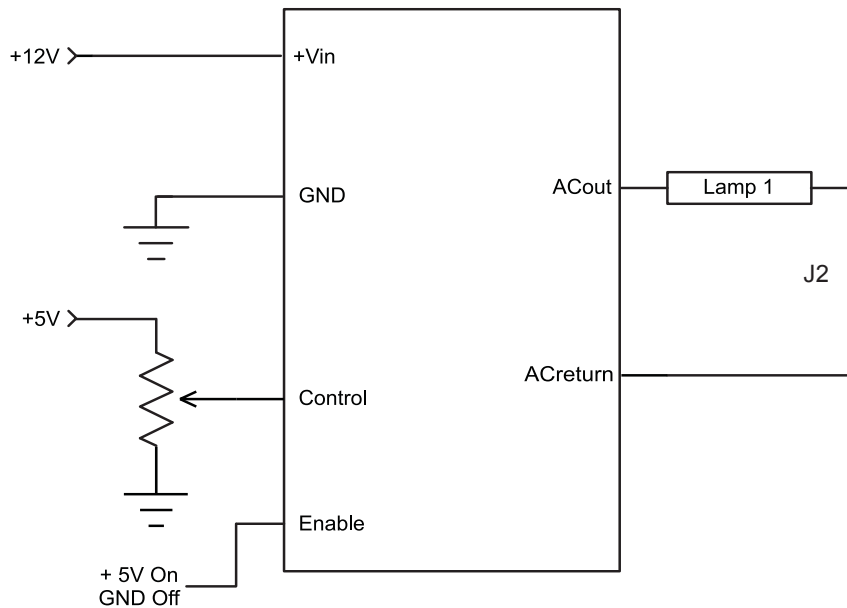 +12V
+Vin
GND
ACout
Lamp 1
J2
+5V
ACreturn
Control
Enable
+ 5V On
GND Off